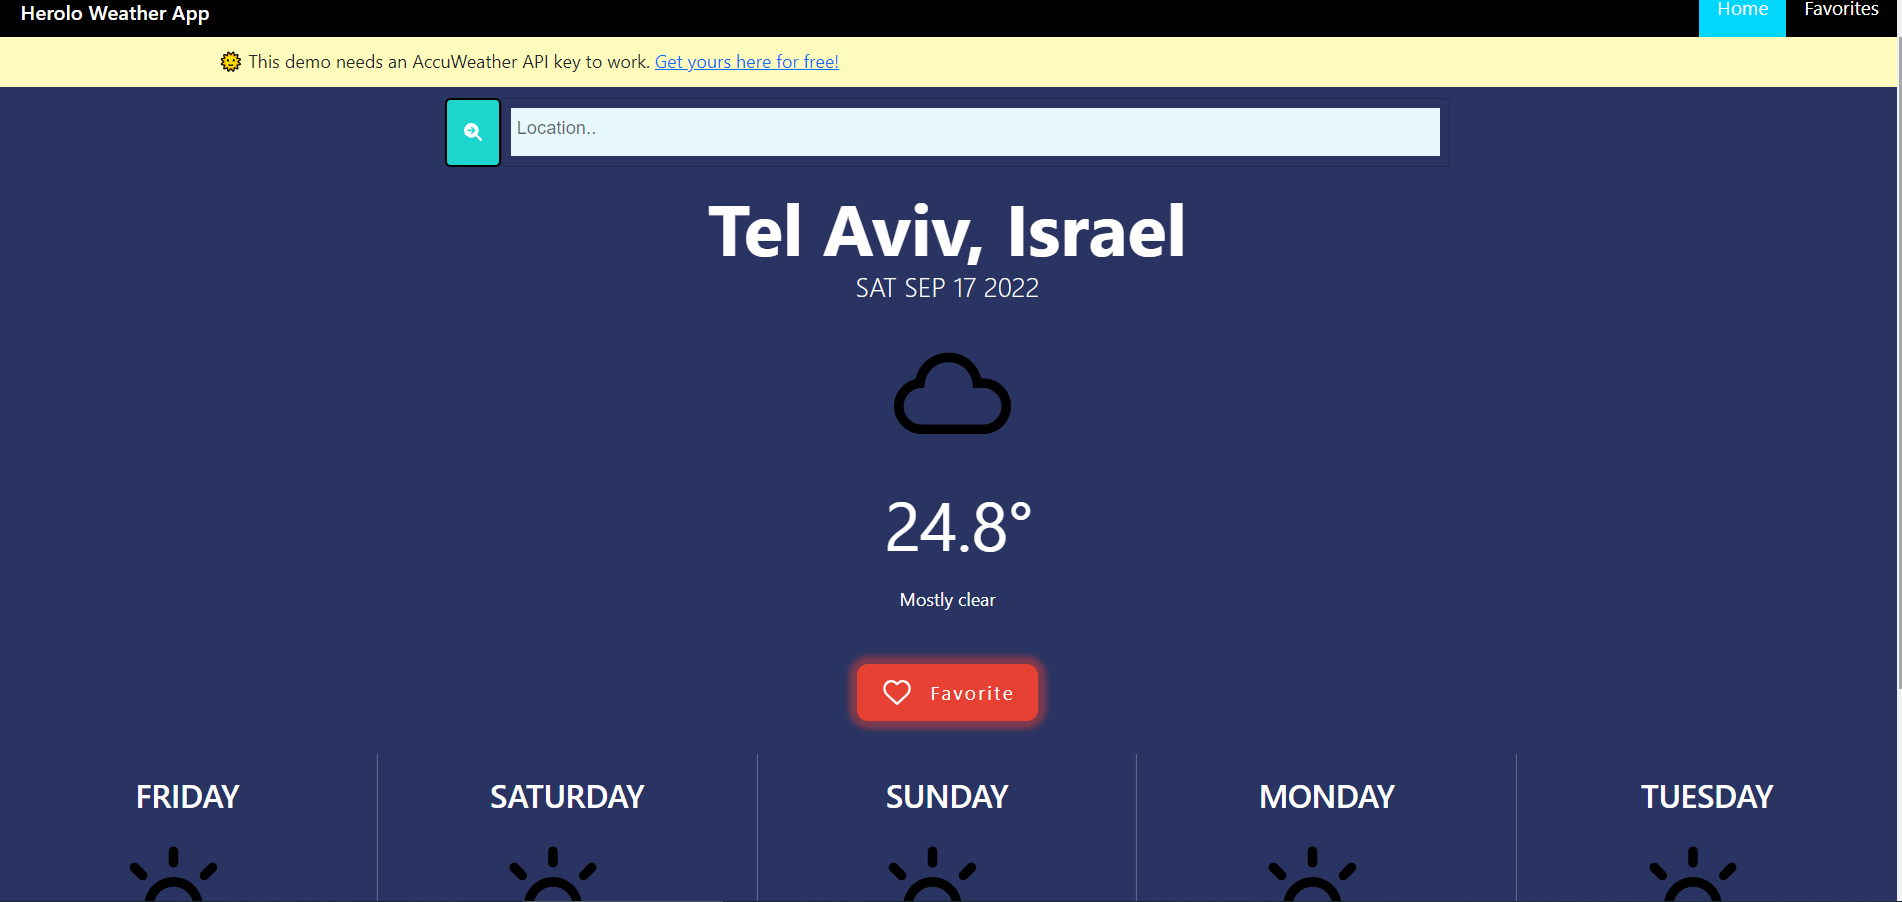 Herolo Weather App
Home Favorites
🌞 This demo needs an AccuWeather API key to work. Get yours here for free!
Location..
Tel Aviv, Israel
SAT SEP 17 2022
24.8°
Mostly clear
Favorite
FRIDAY SATURDAY SUNDAY MONDAY TUESDAY